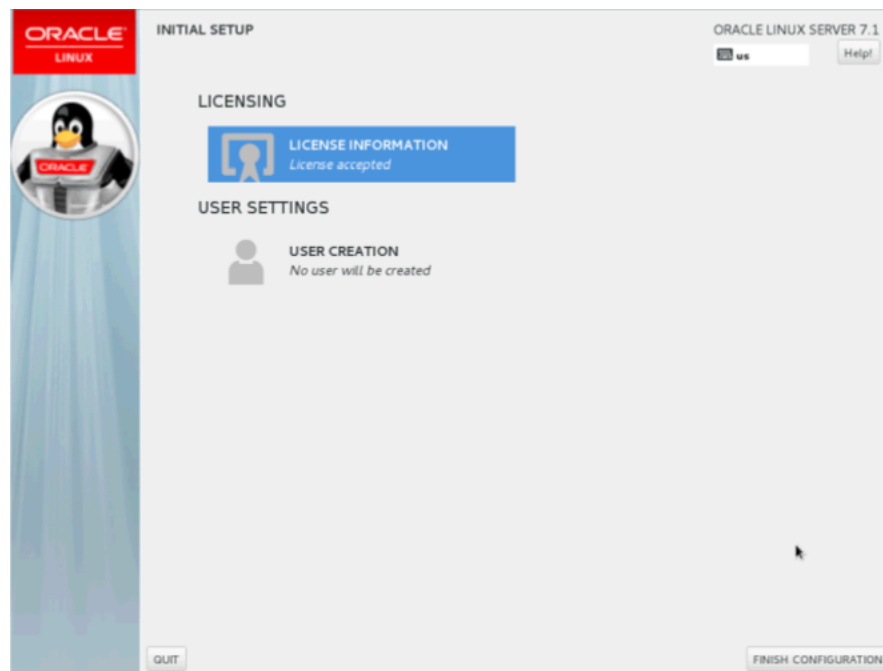 ORACLE
LINUX
INITIAL SETUP
ORACLE LINUX SERVER 7.1
us
Help!
LICENSING
LICENSE INFORMATION
License accepted
ORACLE
USER SETTINGS
USER CREATION
No user will be created
QUIT
FINISH CONFIGURATION